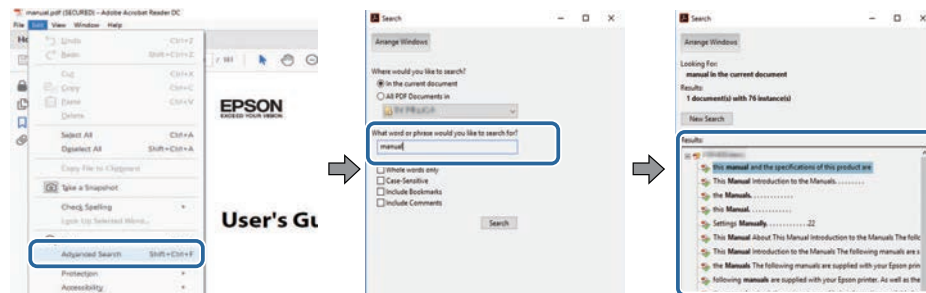 manual.pdf (SECURED) - Adobe Acrobat Reader DC
File Edit View Window Help
Undo Ctrl+Z
Redo Shift+Ctrl+Z
Cut Ctrl+X
Copy Ctrl+C
Paste Ctrl+V
Delete
Select All Ctrl+A
Deselect All Shift+Ctrl+A
Copy File to Clipboard
Take a Snapshot
Check Spelling
Look Up Selected Word...
Advanced Search Shift+Ctrl+F
Protection
Accessibility
/ 181
EPSON
EXCEED YOUR VISION
User's Gu
Search
Arrange Windows
Where would you like to search?
In the current document
All PDF Documents in
What word or phrase would you like to search for?
manual
Whole words only
Case-Sensitive
Include Bookmarks
Include Comments
Search
Search
Arrange Windows
Looking For:
manual in the current document
Results:
1 document(s) with 76 instance(s)
New Search
Results:
this manual and the specifications of this product are
This Manual Introduction to the Manuals. . . . . . . . .
the Manuals. . . . . . . . . . . .
this Manual. . . . . . . . . . . .
Settings Manually. . . . . . . . . . . .22
This Manual About This Manual Introduction to the Manuals The follo
This Manual Introduction to the Manuals The following manuals are s
the Manuals The following manuals are supplied with your Epson prin
following manuals are supplied with your Epson printer. As well as the